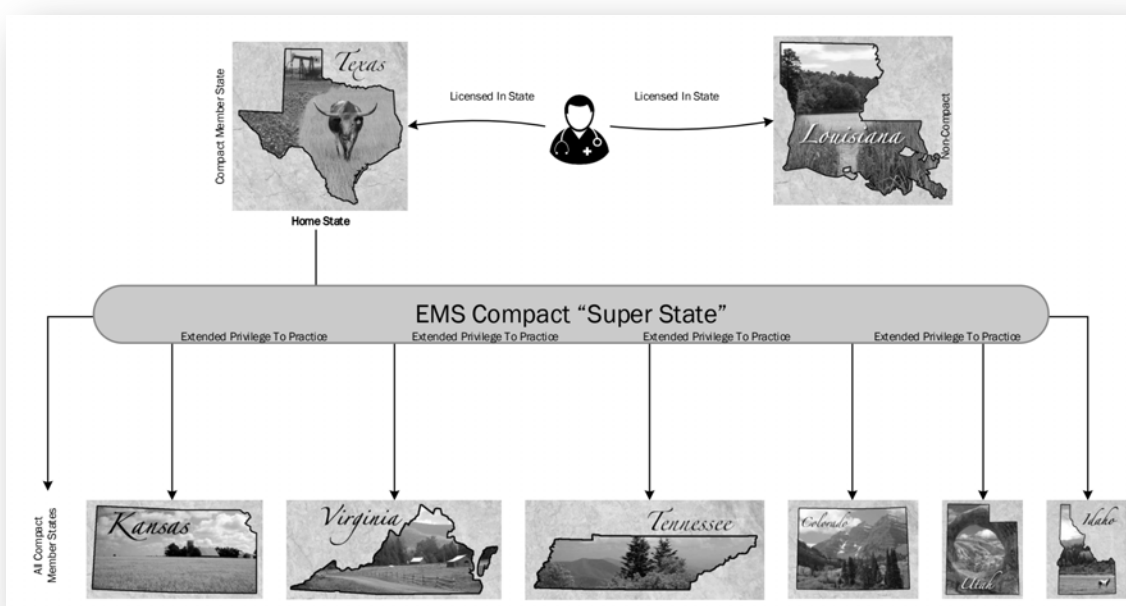 Compact Member State
Texas
Licensed In State
Licensed In State
Louisiana
Non-Compact
Home State
EMS Compact “Super State”
Extended Privilege To Practice
Extended Privilege To Practice
Extended Privilege To Practice
Extended Privilege To Practice
All Compact
Member States
Kansas
Virginia
Tennessee
Colorado
Utah
Idaho